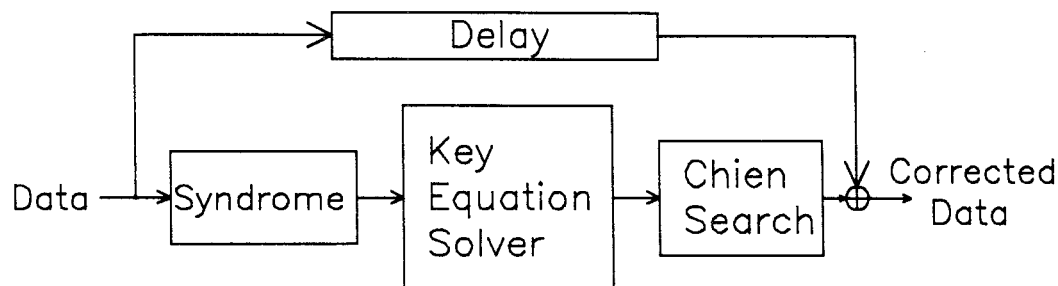 Delay
Data
Syndrome
Key
Equation
Solver
Chien
Search
Corrected
Data